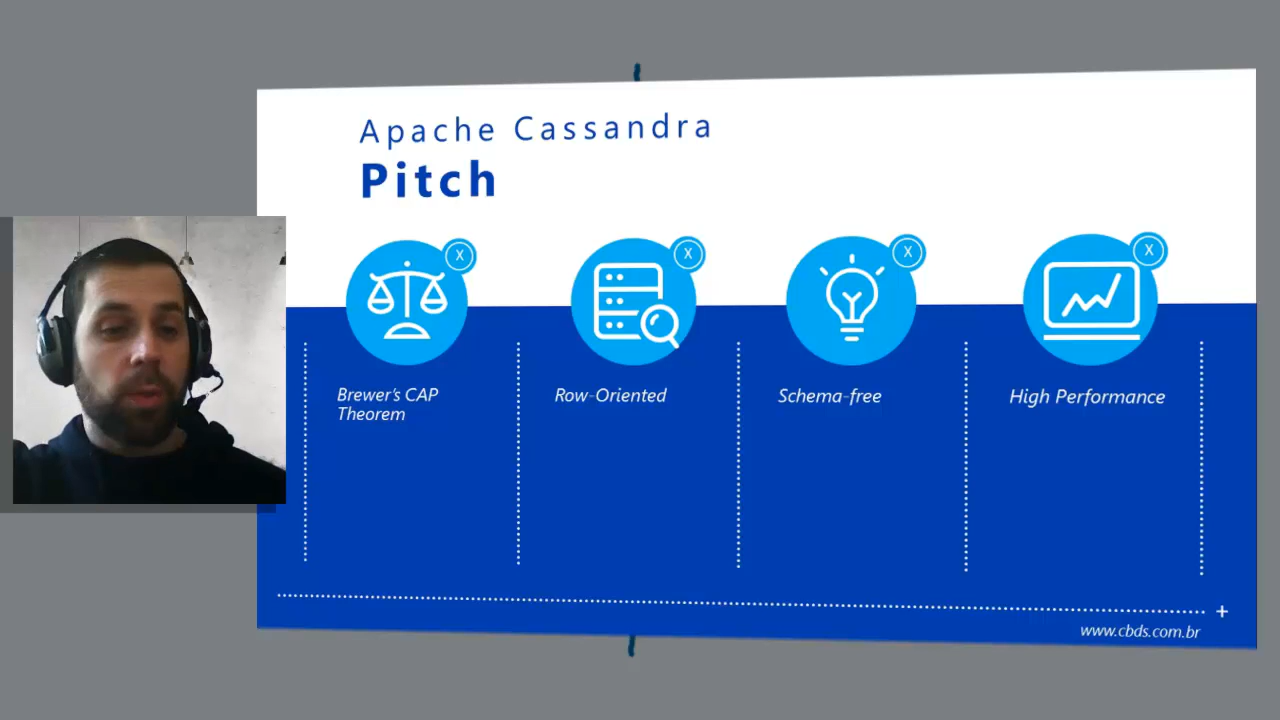 Apache Cassandra
Pitch
X
X
X
X
Brewer's CAP
Theorem
Row-Oriented
Schema-free
High Performance
+
www.cbds.com.br